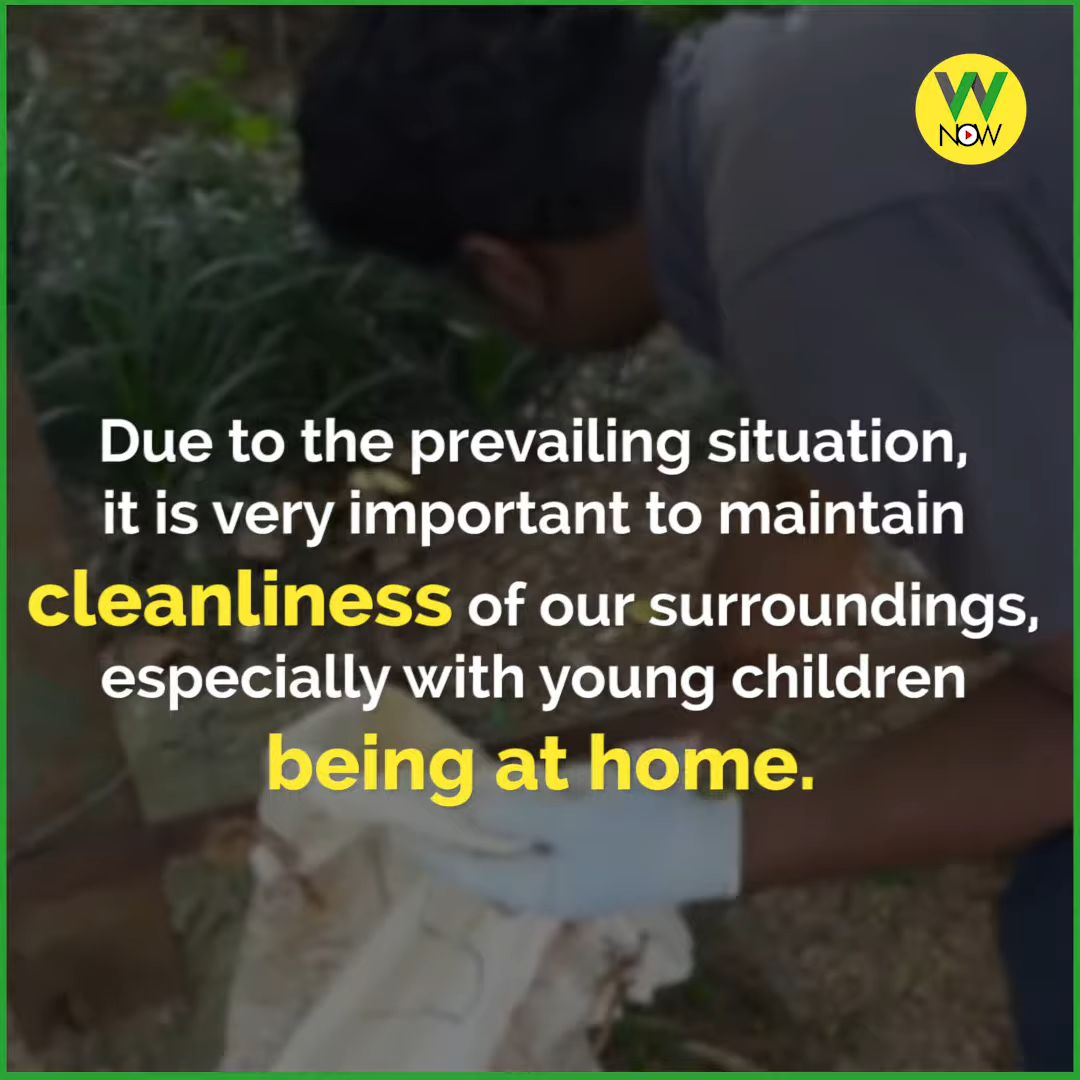 W
NOW
Due to the prevailing situation,
it is very important to maintain
cleanliness of our surroundings,
especially with young children
being at home.